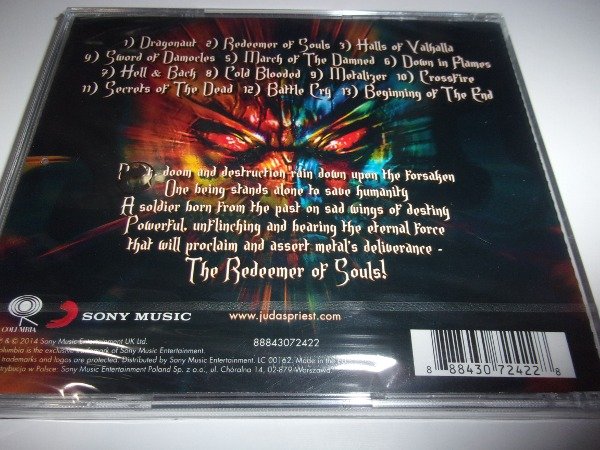 1) Dragonaut 2) Redeemer of Souls 3) Halls of Valhalla
4) Sword of Damocles 5) March of The Damned 6) Down in Flames
7) Hell & Back 8) Cold Blooded 9) Metalizer 10) Crossfire
11) Secrets of The Dead 12) Battle Cry 13) Beginning of The End
doom and destruction rain down upon the forsaken
One being stands alone to save humanity
A soldier born from the past on sad wings of destiny
Powerful, unflinching and hearing the eternal force
that will proclaim and assert metal's deliverance -
The Redeemer of Souls!
COLUMBIA
SONY MUSIC
www.judaspriest.com
88843072422
& © 2014 Sony Music Entertainment UK Ltd.
Columbia is the exclusive trademark of Sony Music Entertainment.
trademarks and logos are protected. Distributed by Sony Music Entertainment. LC 00162. Made in the EU
Dystrybucja w Polsce: Sony Music Entertainment Poland Sp. z o.o., ul. Chóralna 14, 02-879 Warszawa
8 88430 72422 8